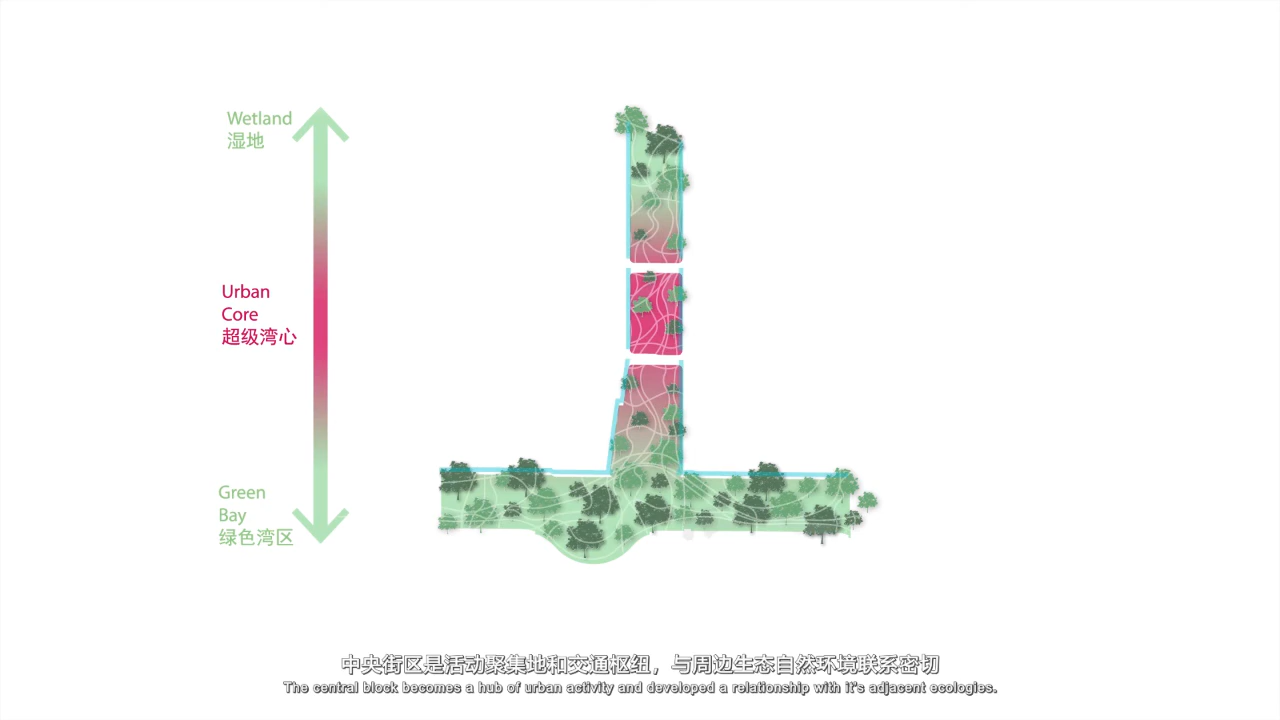 Wetland
湿地
Urban
Core
超级湾心
Green
Bay
绿色湾区
中央街区是活动聚集地和交通枢纽，与周边生态自然环境联系密切
The central block becomes a hub of urban activity and developed a relationship with it's adjacent ecologies.